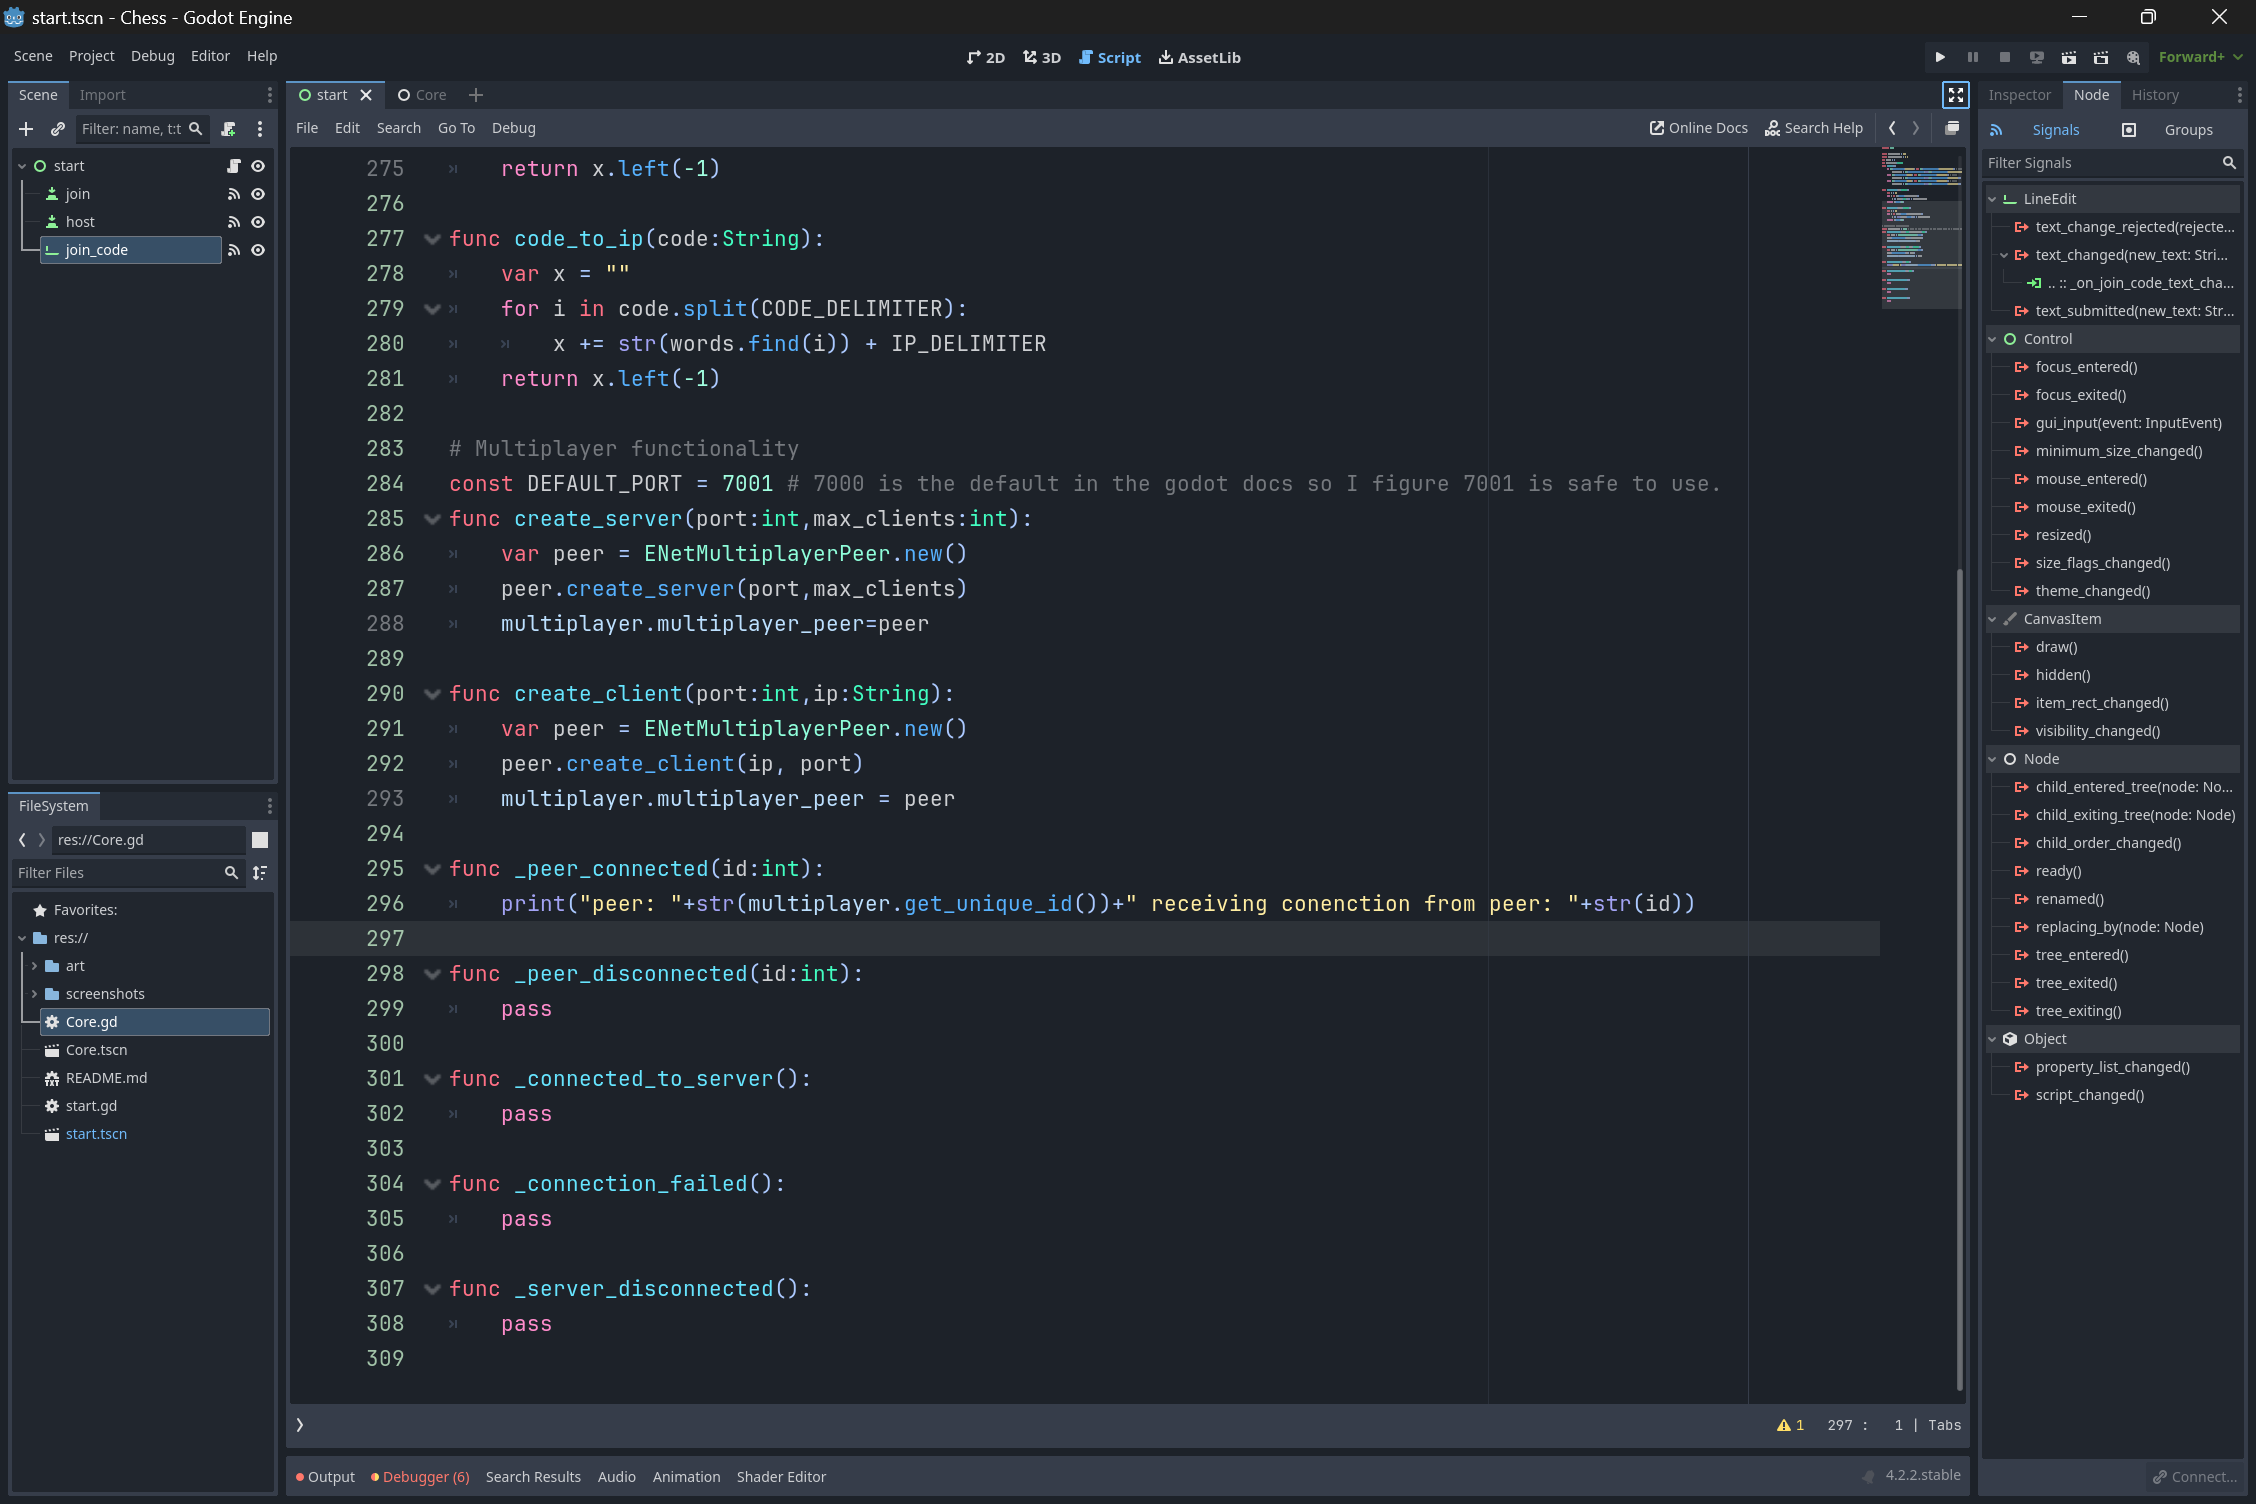 start.tscn - Chess - Godot Engine
Scene Project Debug Editor Help
2D 3D Script AssetLib
Forward+
Scene Import
Filter: name, t:t
start
join
host
join_code
FileSystem
res://Core.gd
Filter Files
Favorites:
res://
art
screenshots
Core.gd
Core.tscn
README.md
start.gd
start.tscn
start Core
File Edit Search Go To Debug
Online Docs Search Help
275 return x.left(-1)
276
277 func code_to_ip(code:String):
278 var x = ""
279 for i in code.split(CODE_DELIMITER):
280 x += str(words.find(i)) + IP_DELIMITER
281 return x.left(-1)
282
283 # Multiplayer functionality
284 const DEFAULT_PORT = 7001 # 7000 is the default in the godot docs so I figure 7001 is safe to use.
285 func create_server(port:int,max_clients:int):
286 var peer = ENetMultiplayerPeer.new()
287 peer.create_server(port,max_clients)
288 multiplayer.multiplayer_peer=peer
289
290 func create_client(port:int,ip:String):
291 var peer = ENetMultiplayerPeer.new()
292 peer.create_client(ip, port)
293 multiplayer.multiplayer_peer = peer
294
295 func _peer_connected(id:int):
296 print("peer: "+str(multiplayer.get_unique_id())+" receiving conenction from peer: "+str(id))
297
298 func _peer_disconnected(id:int):
299 pass
300
301 func _connected_to_server():
302 pass
303
304 func _connection_failed():
305 pass
306
307 func _server_disconnected():
308 pass
309
1 297 : 1 | Tabs
Output Debugger (6) Search Results Audio Animation Shader Editor
4.2.2.stable
Inspector Node History
Signals Groups
Filter Signals
LineEdit
text_change_rejected(rejecte...
text_changed(new_text: Stri...
.. :: _on_join_code_text_cha...
text_submitted(new_text: Str...
Control
focus_entered()
focus_exited()
gui_input(event: InputEvent)
minimum_size_changed()
mouse_entered()
mouse_exited()
resized()
size_flags_changed()
theme_changed()
CanvasItem
draw()
hidden()
item_rect_changed()
visibility_changed()
Node
child_entered_tree(node: No...
child_exiting_tree(node: Node)
child_order_changed()
ready()
renamed()
replacing_by(node: Node)
tree_entered()
tree_exited()
tree_exiting()
Object
property_list_changed()
script_changed()
Connect...